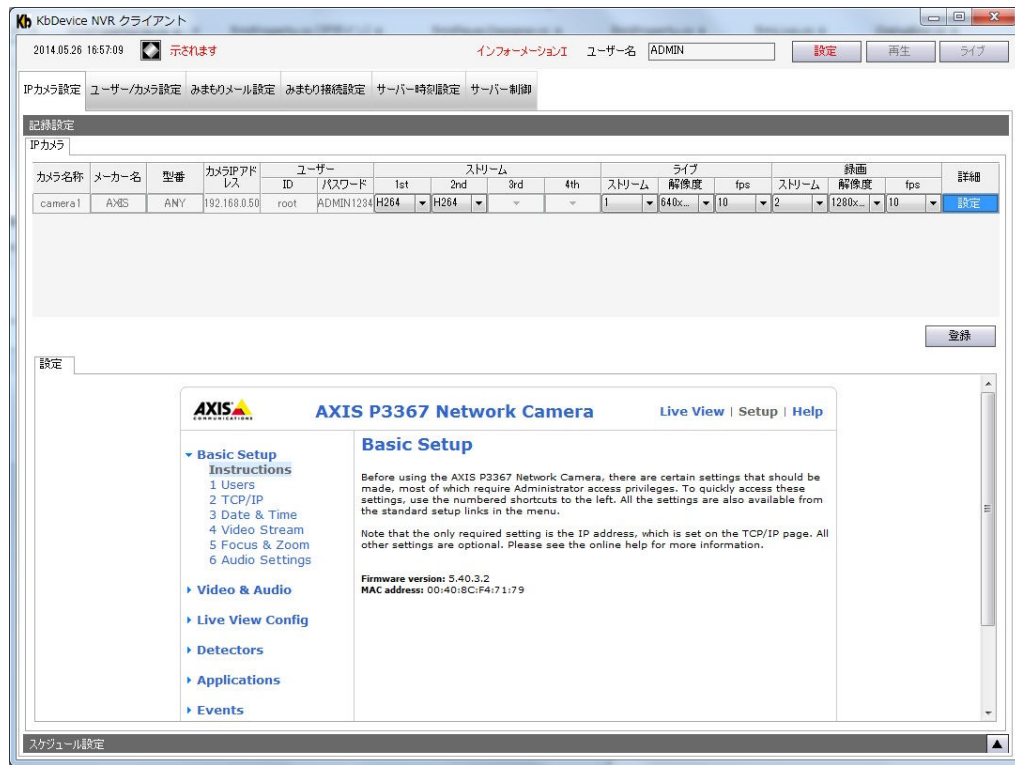 Kb KbDevice NVR クライアント
2014.05.26 16:57:09 示されます インフォーメーションエ ユーザー名 ADMIN 設定 再生 ライブ
IPカメラ設定 ユーザー/カメラ設定 みまもりメール設定 みまもり接続設定 サーバー時刻設定 サーバー制御
記録設定
IPカメラ
カメラ名称 メーカー名 型番 カメラIPアドレス ユーザー ストリーム ライブ 録画 詳細
ID パスワード 1st 2nd 3rd 4th ストリーム 解像度 fps ストリーム 解像度 fps
camera1 AXIS ANY 192.168.0.50 root ADMIN1234 H264 H264 1 640x... 10 2 1280x... 10 設定
登録
設定
AXIS COMMUNICATIONS
AXIS P3367 Network Camera
Live View | Setup | Help
Basic Setup
Instructions
1 Users
2 TCP/IP
3 Date & Time
4 Video Stream
5 Focus & Zoom
6 Audio Settings
Video & Audio
Live View Config
Detectors
Applications
Events
Basic Setup
Before using the AXIS P3367 Network Camera, there are certain settings that should be
made, most of which require Administrator access privileges. To quickly access these
settings, use the numbered shortcuts to the left. All the settings are also available from
the standard setup links in the menu.
Note that the only required setting is the IP address, which is set on the TCP/IP page. All
other settings are optional. Please see the online help for more information.
Firmware version: 5.40.3.2
MAC address: 00:40:8C:F4:71:79
スケジュール設定